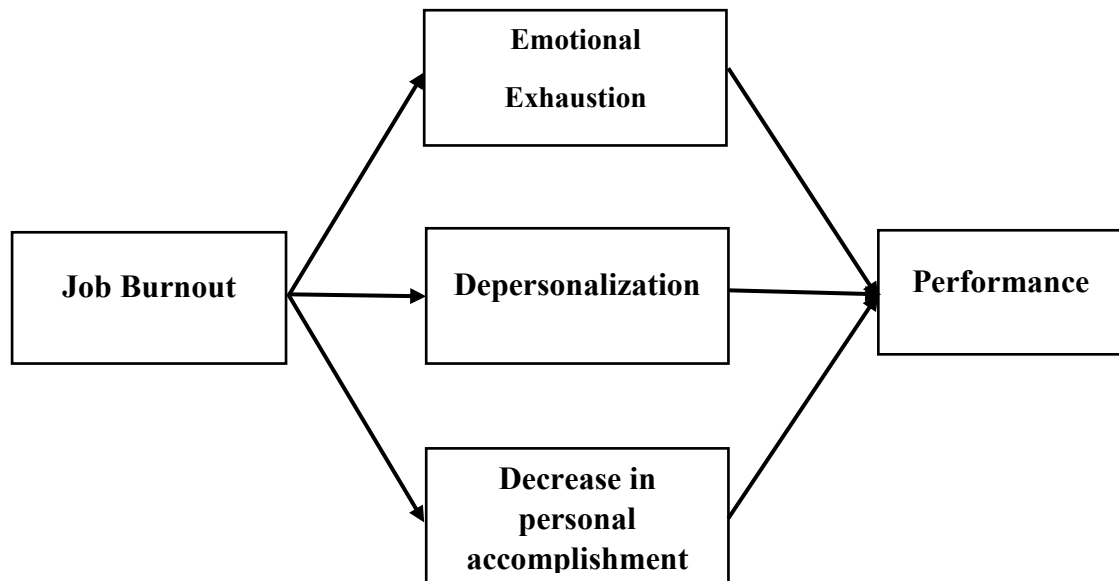 Emotional
Exhaustion
Job Burnout
Depersonalization
Performance
Decrease in
personal
accomplishment